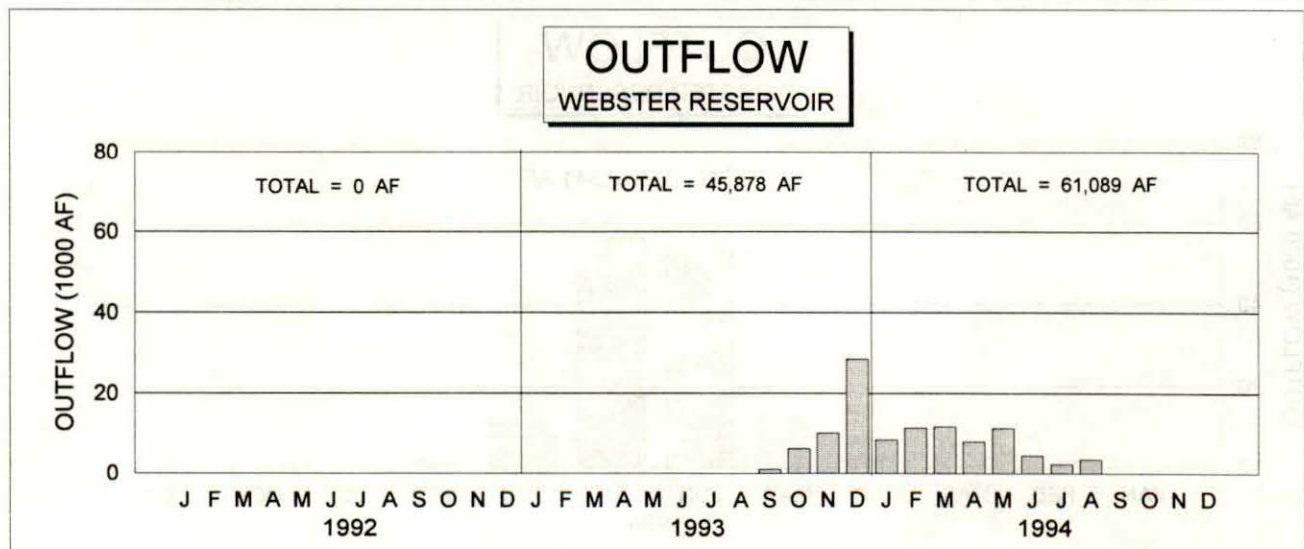 OUTFLOW
WEBSTER RESERVOIR
80
60
40
20
0
OUTFLOW (1000 AF)
TOTAL = 0 AF
TOTAL = 45,878 AF
TOTAL = 61,089 AF
J F M A M J J A S O N D J F M A M J J A S O N D J F M A M J J A S O N D
1992 1993 1994